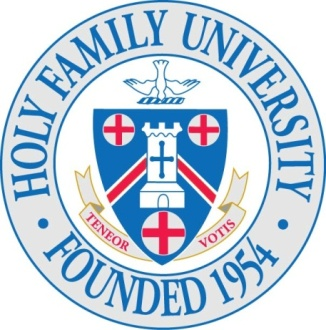 HOLY FAMILY UNIVERSITY
TENEOR VOTIS
FOUNDED 1954